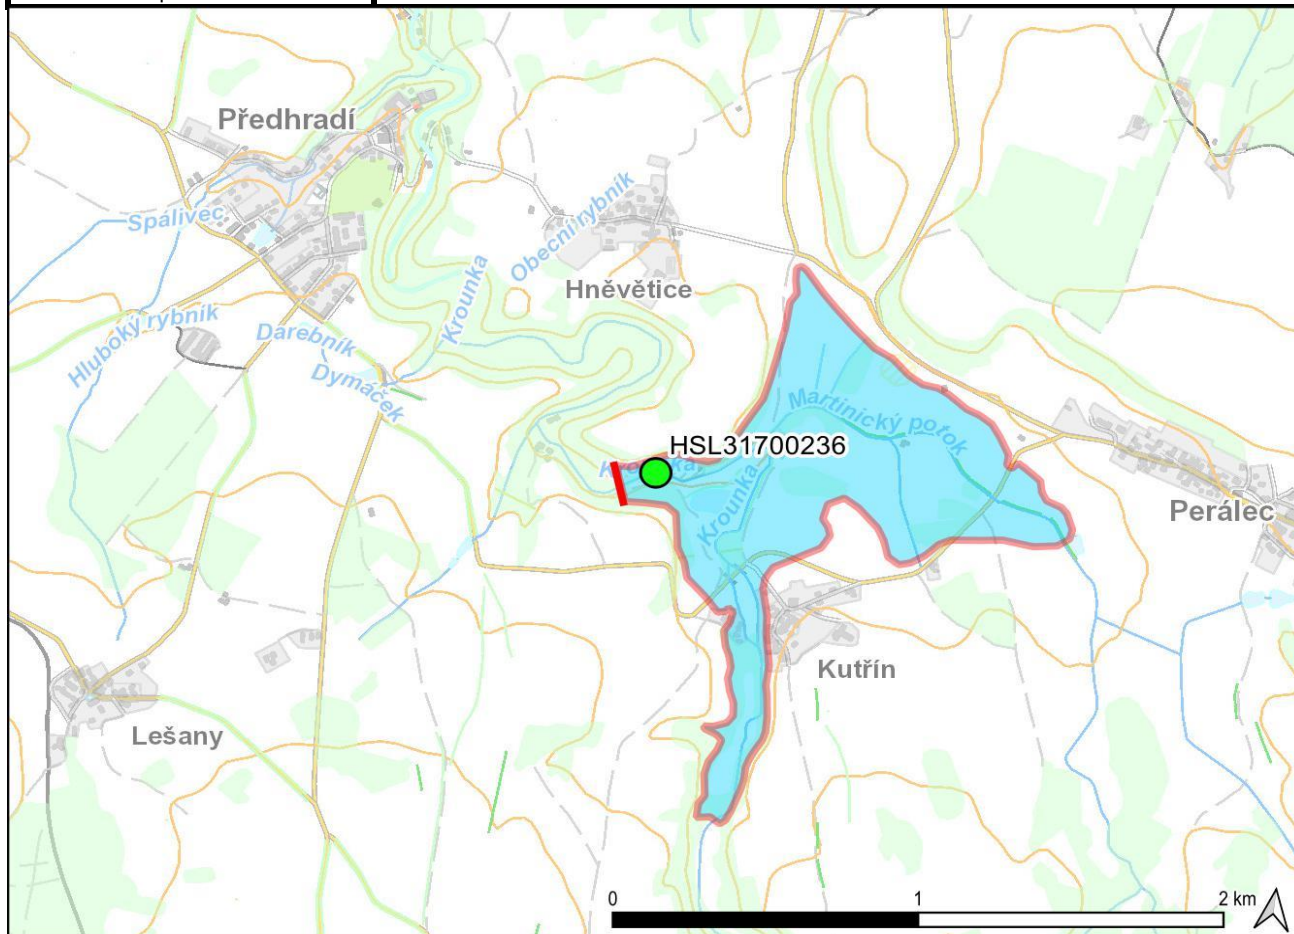 Předhradí
Spálivec
Obecní rybník
Krounka
Hněvětice
Hluboký rybník
Darebník
Dymáček
Martinický potok
HSL31700236
Krounka
Perálec
Kutřín
Lešany
0
1
2 km